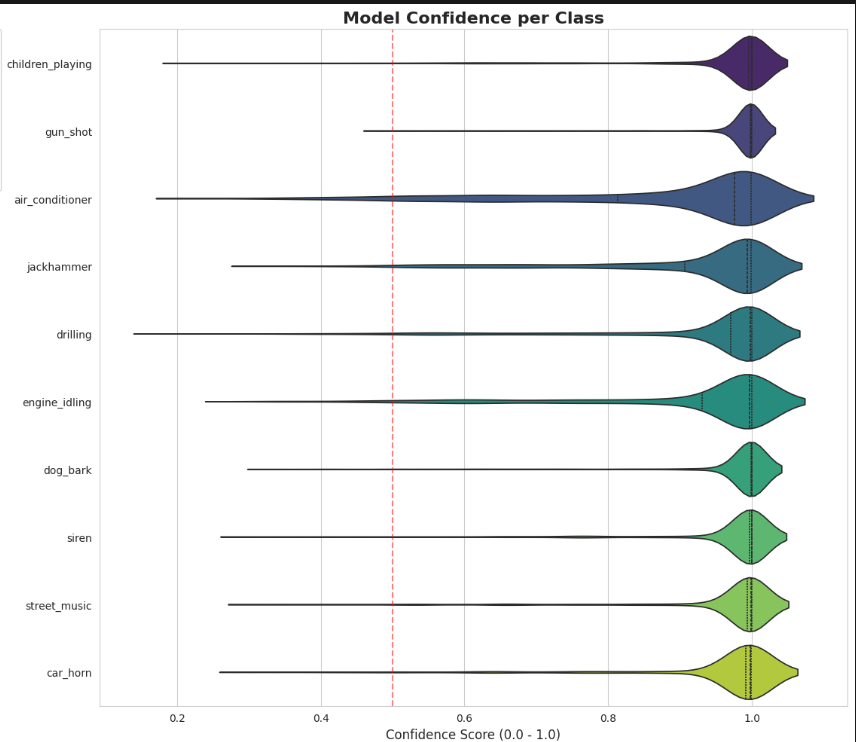 Model Confidence per Class
children_playing
gun_shot
air_conditioner
jackhammer
drilling
engine_idling
dog_bark
siren
street_music
car_horn
0.2 0.4 0.6 0.8 1.0
Confidence Score (0.0 - 1.0)